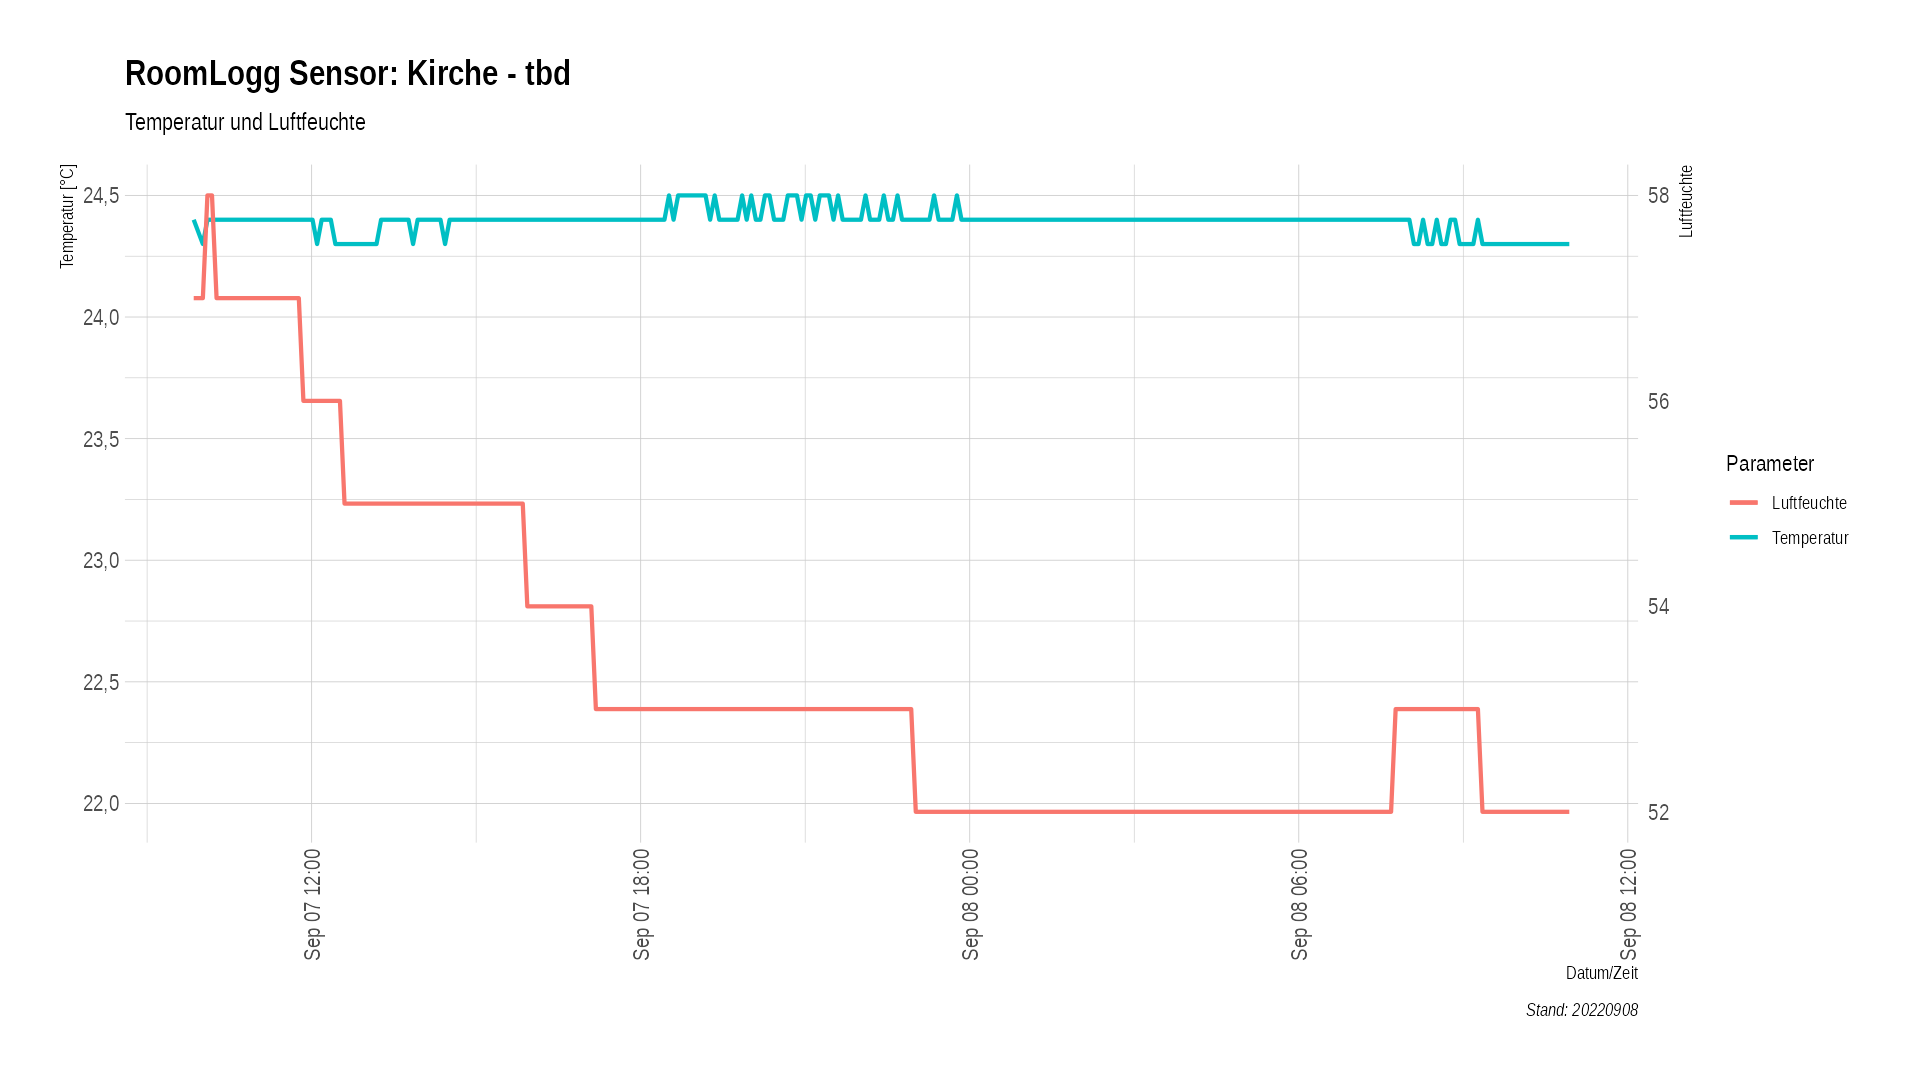 RoomLogg Sensor: Kirche - tbd
Temperatur und Luftfeuchte
Temperatur [°C]
24,5
24,0
23,5
23,0
22,5
22,0
58
56
54
52
Luftfeuchte
Parameter
Luftfeuchte
Temperatur
Sep 07 12:00
Sep 07 18:00
Sep 08 00:00
Sep 08 06:00
Sep 08 12:00
Datum/Zeit
Stand: 20220908